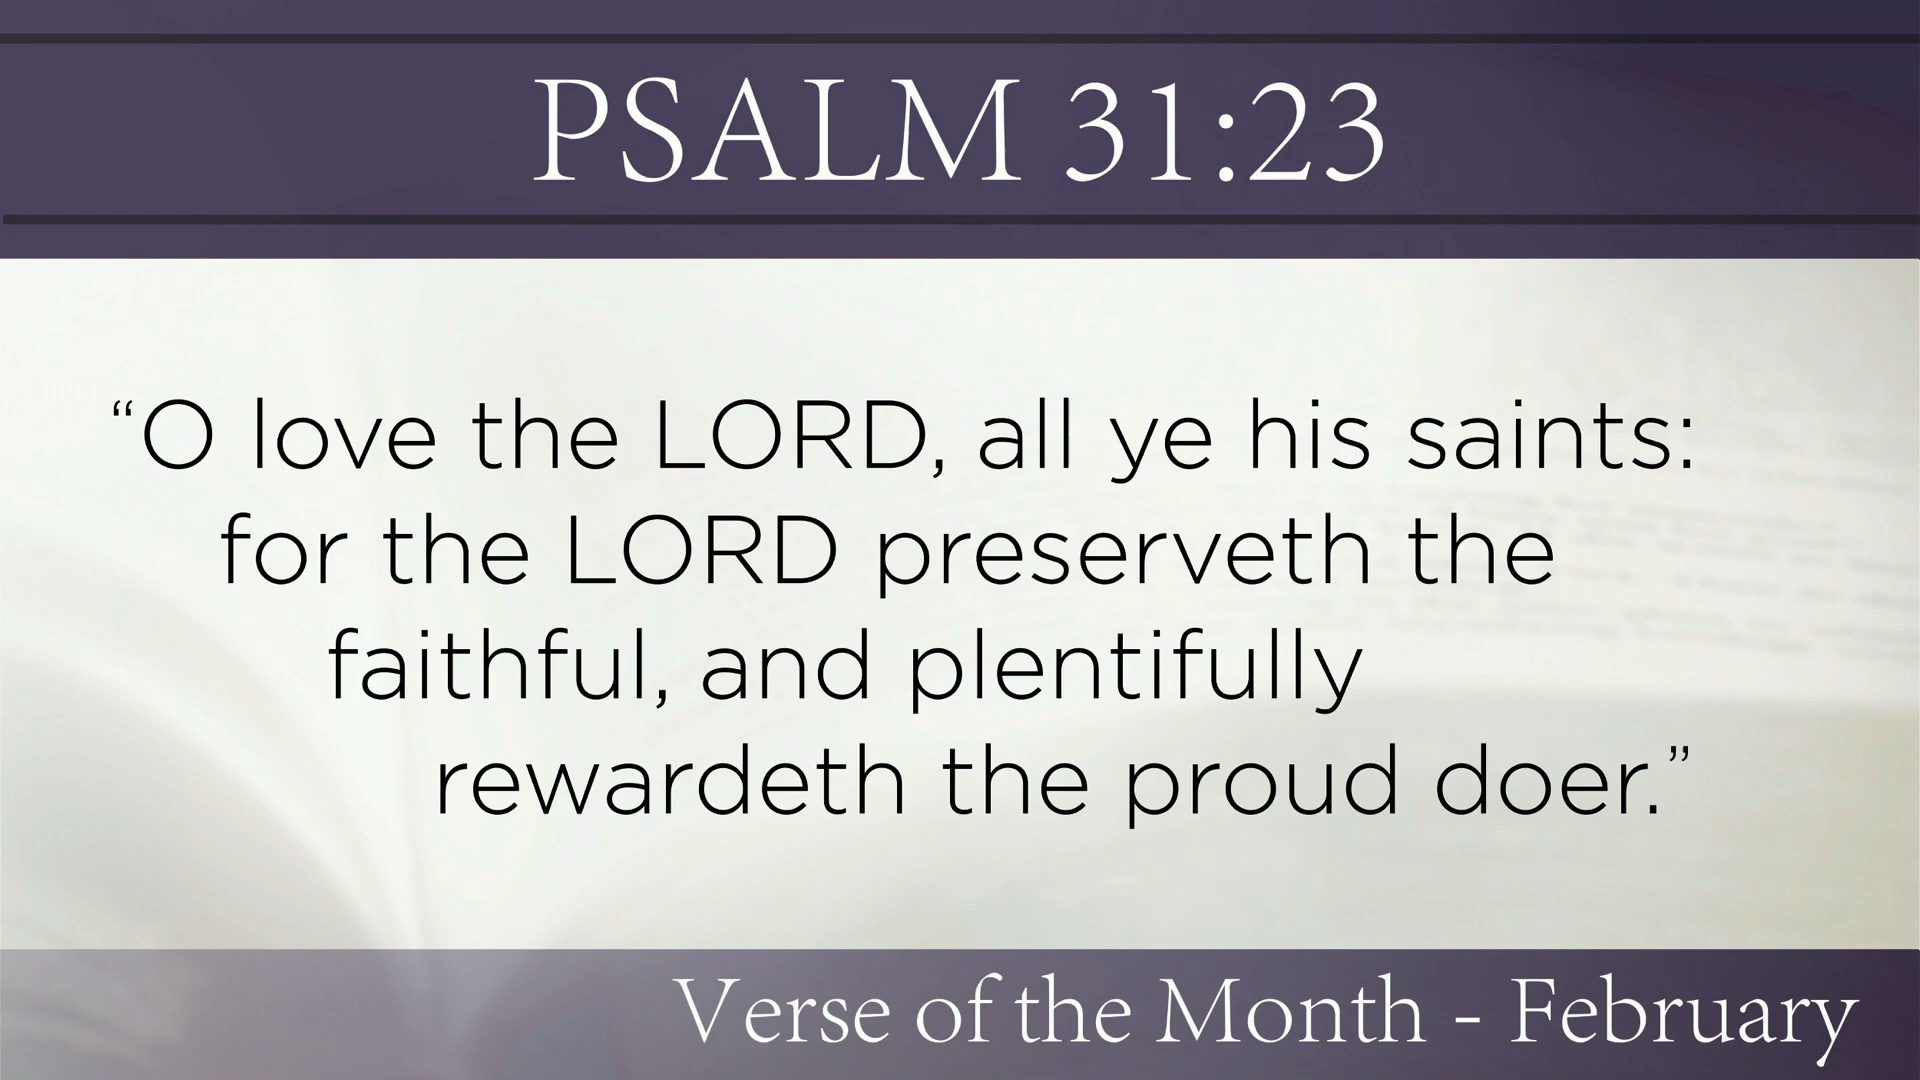 PSALM 31:23
“O love the LORD, all ye his saints:
for the LORD preserveth the
faithful, and plentifully
rewardeth the proud doer.”
Verse of the Month - February